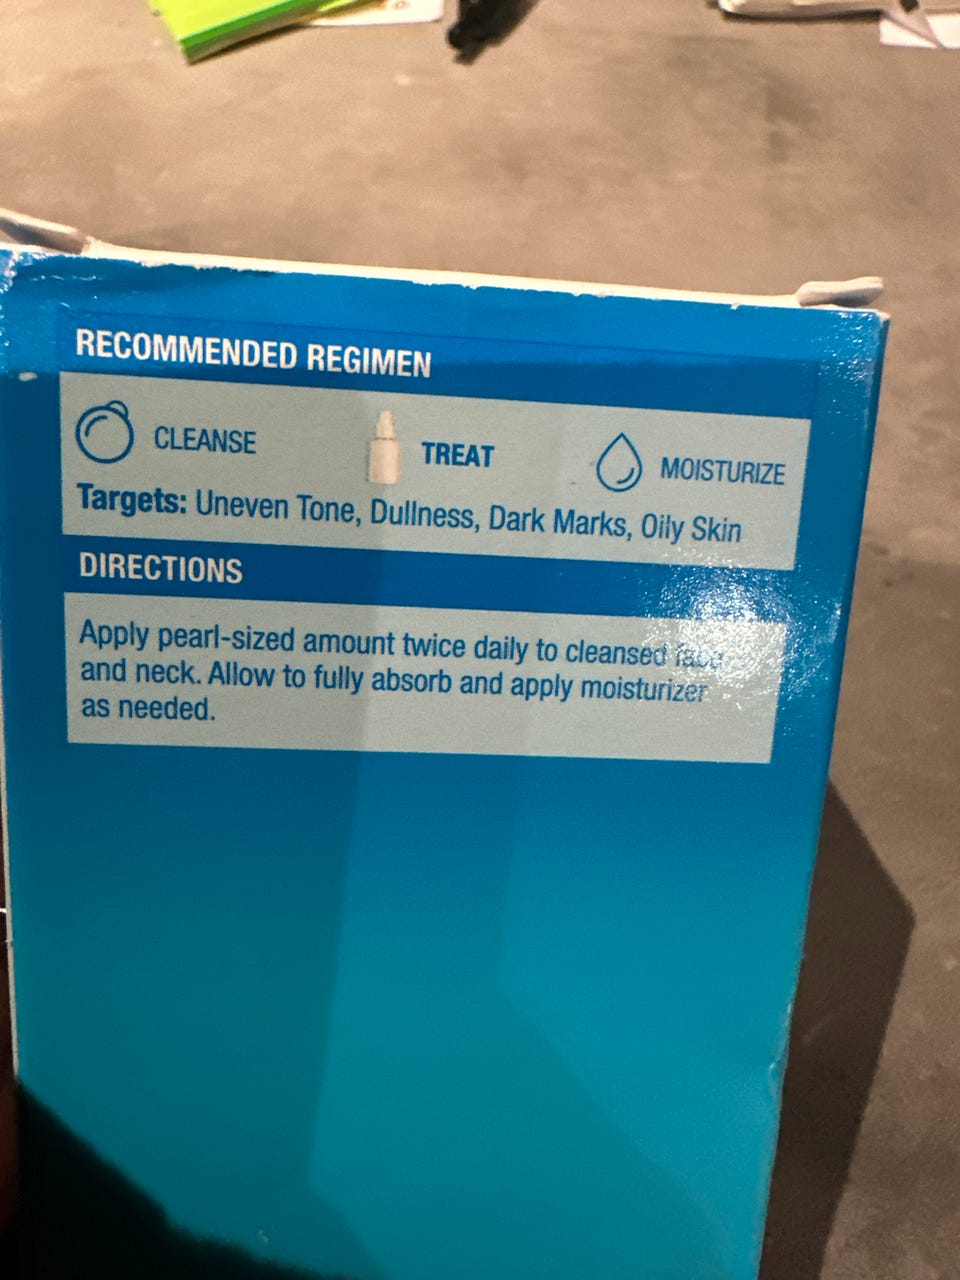 RECOMMENDED REGIMEN
CLEANSE TREAT MOISTURIZE
Targets: Uneven Tone, Dullness, Dark Marks, Oily Skin
DIRECTIONS
Apply pearl-sized amount twice daily to cleansed face
and neck. Allow to fully absorb and apply moisturizer
as needed.